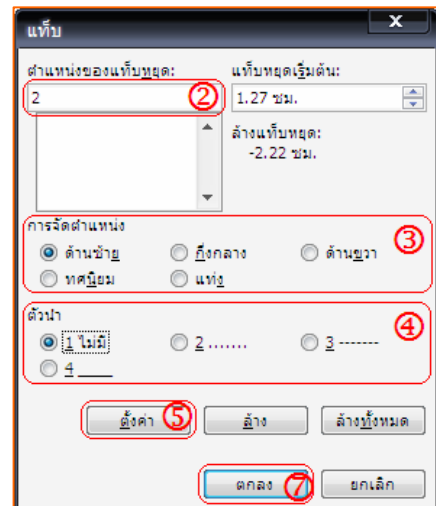 แท็บ x
ตำแหน่งของแท็บหยุด: แท็บหยุดเริ่มต้น:
2 ② 1.27 ซม.
ล้างแท็บหยุด:
-2.22 ซม.
การจัดตำแหน่ง ③
ด้านซ้าย กึ่งกลาง ด้านขวา
ทศนิยม แท่ง
ตัวนำ ④
1 ไม่มี 2 ....... 3 -------
4 ____
ตั้งค่า ⑤ ล้าง ล้างทั้งหมด
ตกลง ⑦ ยกเลิก